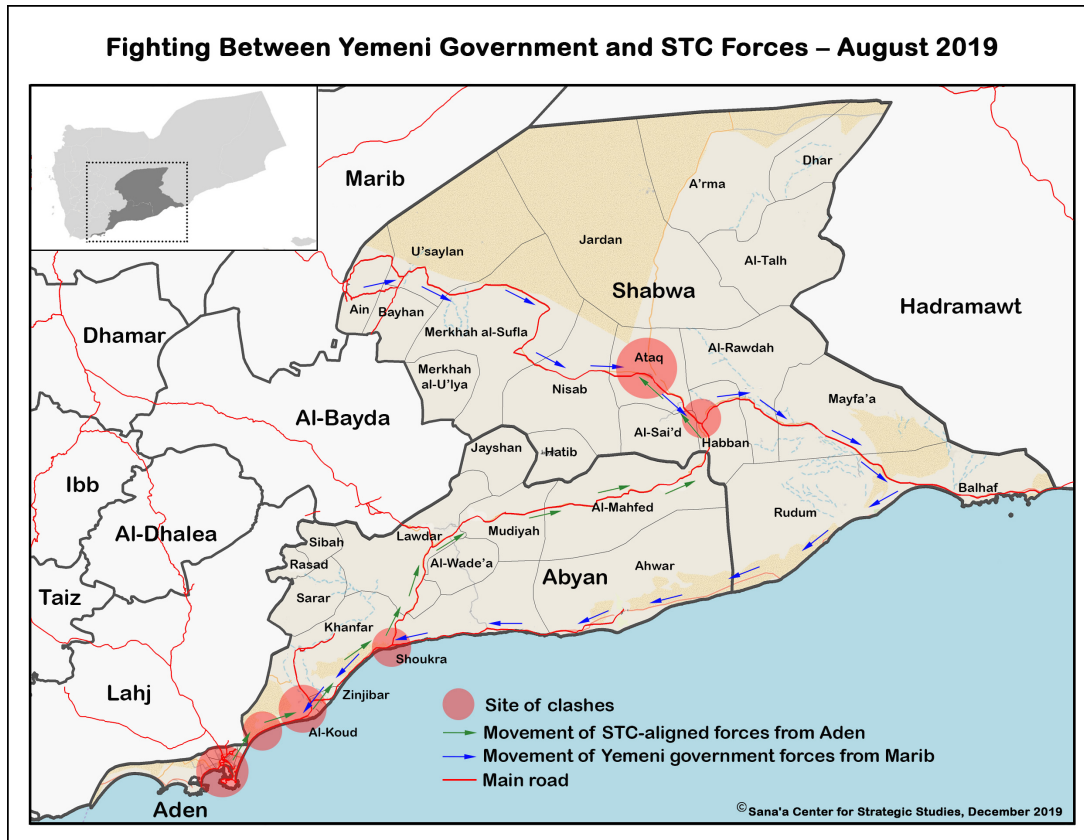 Fighting Between Yemeni Government and STC Forces – August 2019
Marib
Dhar
A'rma
U'saylan
Jardan
Al-Talh
Shabwa
Hadramawt
Ain
Bayhan
Dhamar
Merkhah al-Sufla
Al-Rawdah
Ataq
Merkhah
al-U'lya
Nisab
Mayfa'a
Al-Bayda
Al-Sai'd
Habban
Jayshan
Hatib
Ibb
Balhaf
Al-Mahfed
Rudum
Al-Dhalea
Mudiyah
Lawdar
Sibah
Rasad
Al-Wade'a
Ahwar
Abyan
Taiz
Sarar
Khanfar
Shoukra
Lahj
Zinjibar
Al-Koud
Aden
Site of clashes
Movement of STC-aligned forces from Aden
Movement of Yemeni government forces from Marib
Main road
© Sana'a Center for Strategic Studies, December 2019